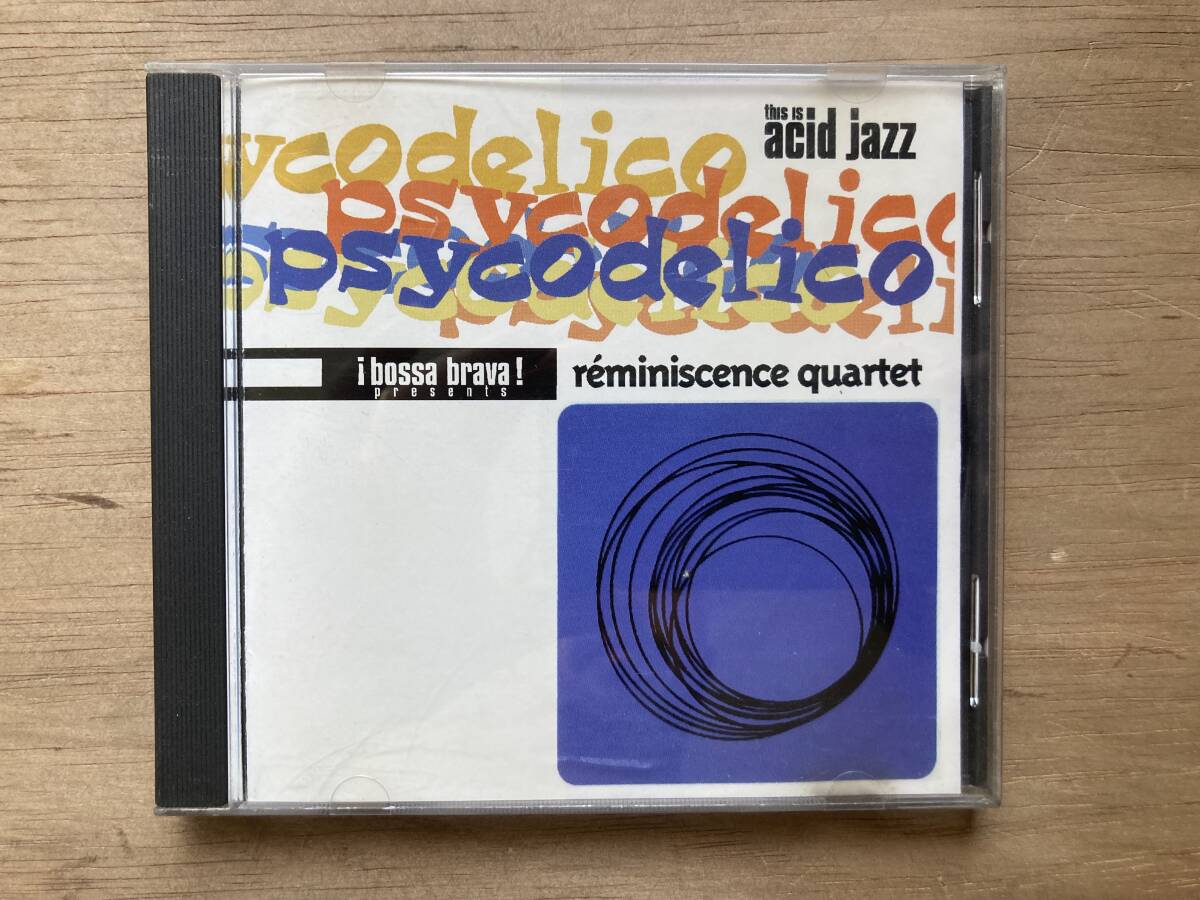 this is
acid jazz
ycodelico
psycodelico
psycodelico
¡bossa brava!
presents
réminiscence quartet